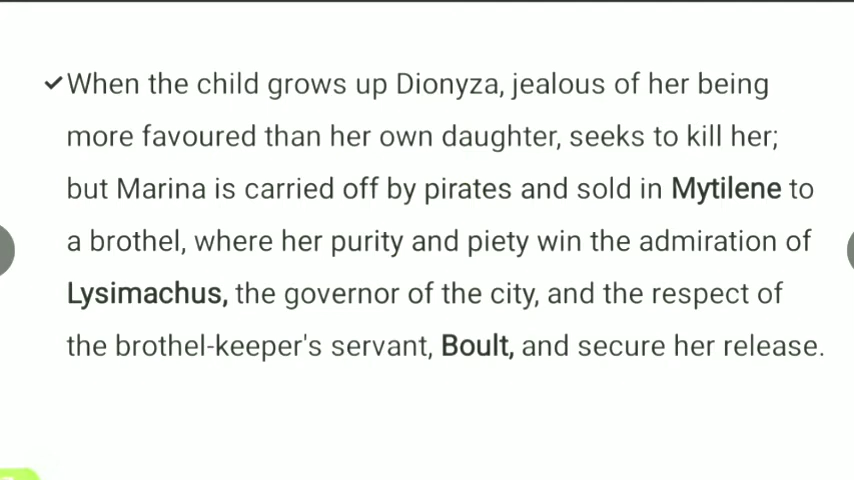 ✓When the child grows up Dionyza, jealous of her being
more favoured than her own daughter, seeks to kill her;
but Marina is carried off by pirates and sold in Mytilene to
a brothel, where her purity and piety win the admiration of
Lysimachus, the governor of the city, and the respect of
the brothel-keeper's servant, Boult, and secure her release.